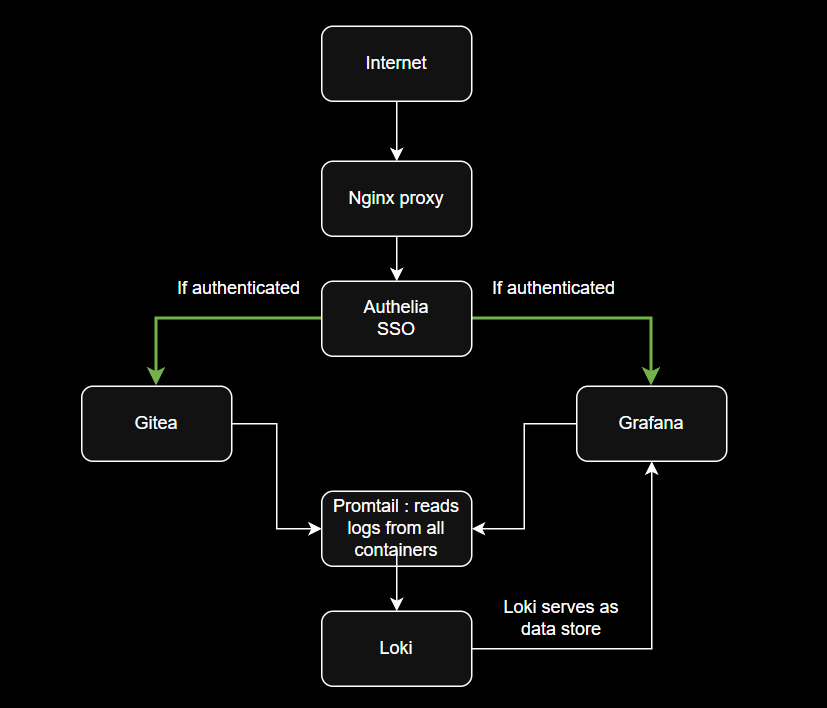 Internet
Nginx proxy
If authenticated
Authelia
SSO
If authenticated
Gitea
Grafana
Promtail : reads
logs from all
containers
Loki serves as
data store
Loki